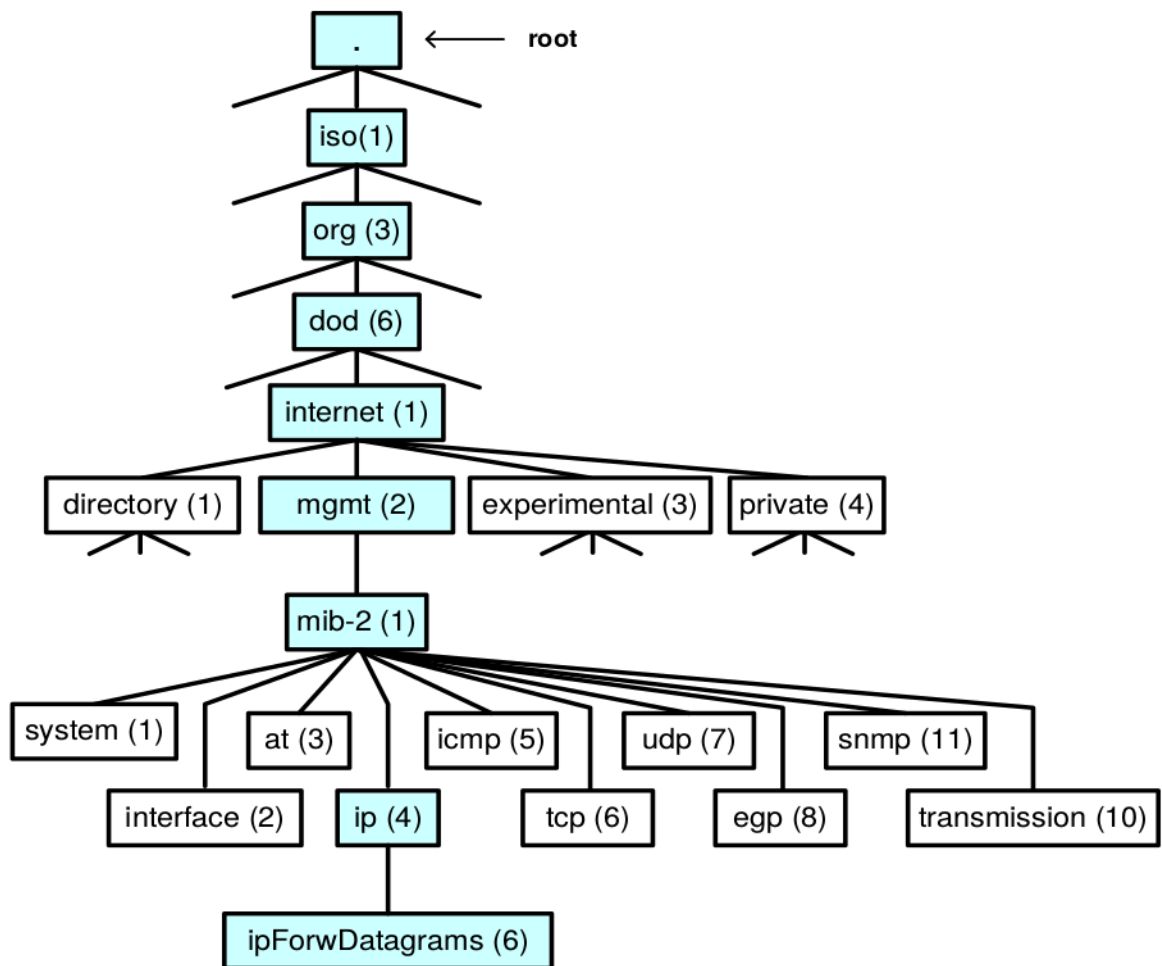 .
root
iso(1)
org (3)
dod (6)
internet (1)
directory (1)
mgmt (2)
experimental (3)
private (4)
mib-2 (1)
system (1)
at (3)
icmp (5)
udp (7)
snmp (11)
interface (2)
ip (4)
tcp (6)
egp (8)
transmission (10)
ipForwDatagrams (6)